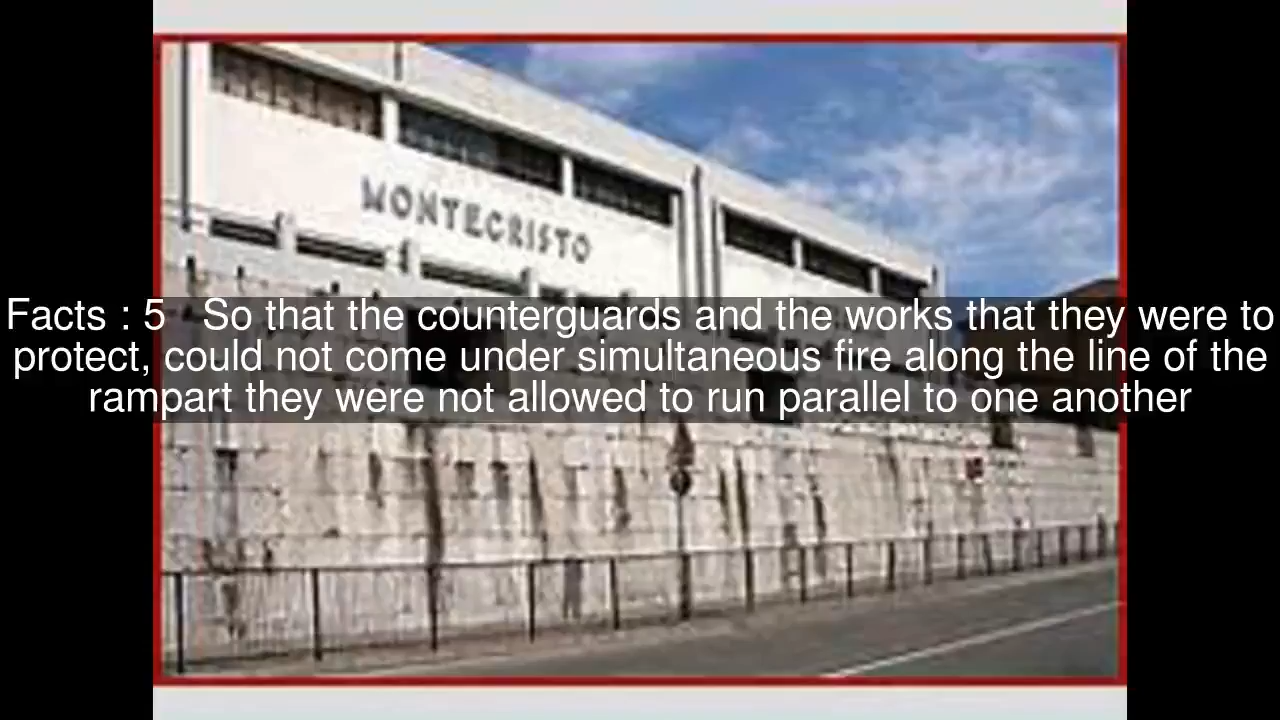 MONTECRISTO
Facts : 5 So that the counterguards and the works that they were to
protect, could not come under simultaneous fire along the line of the
rampart they were not allowed to run parallel to one another